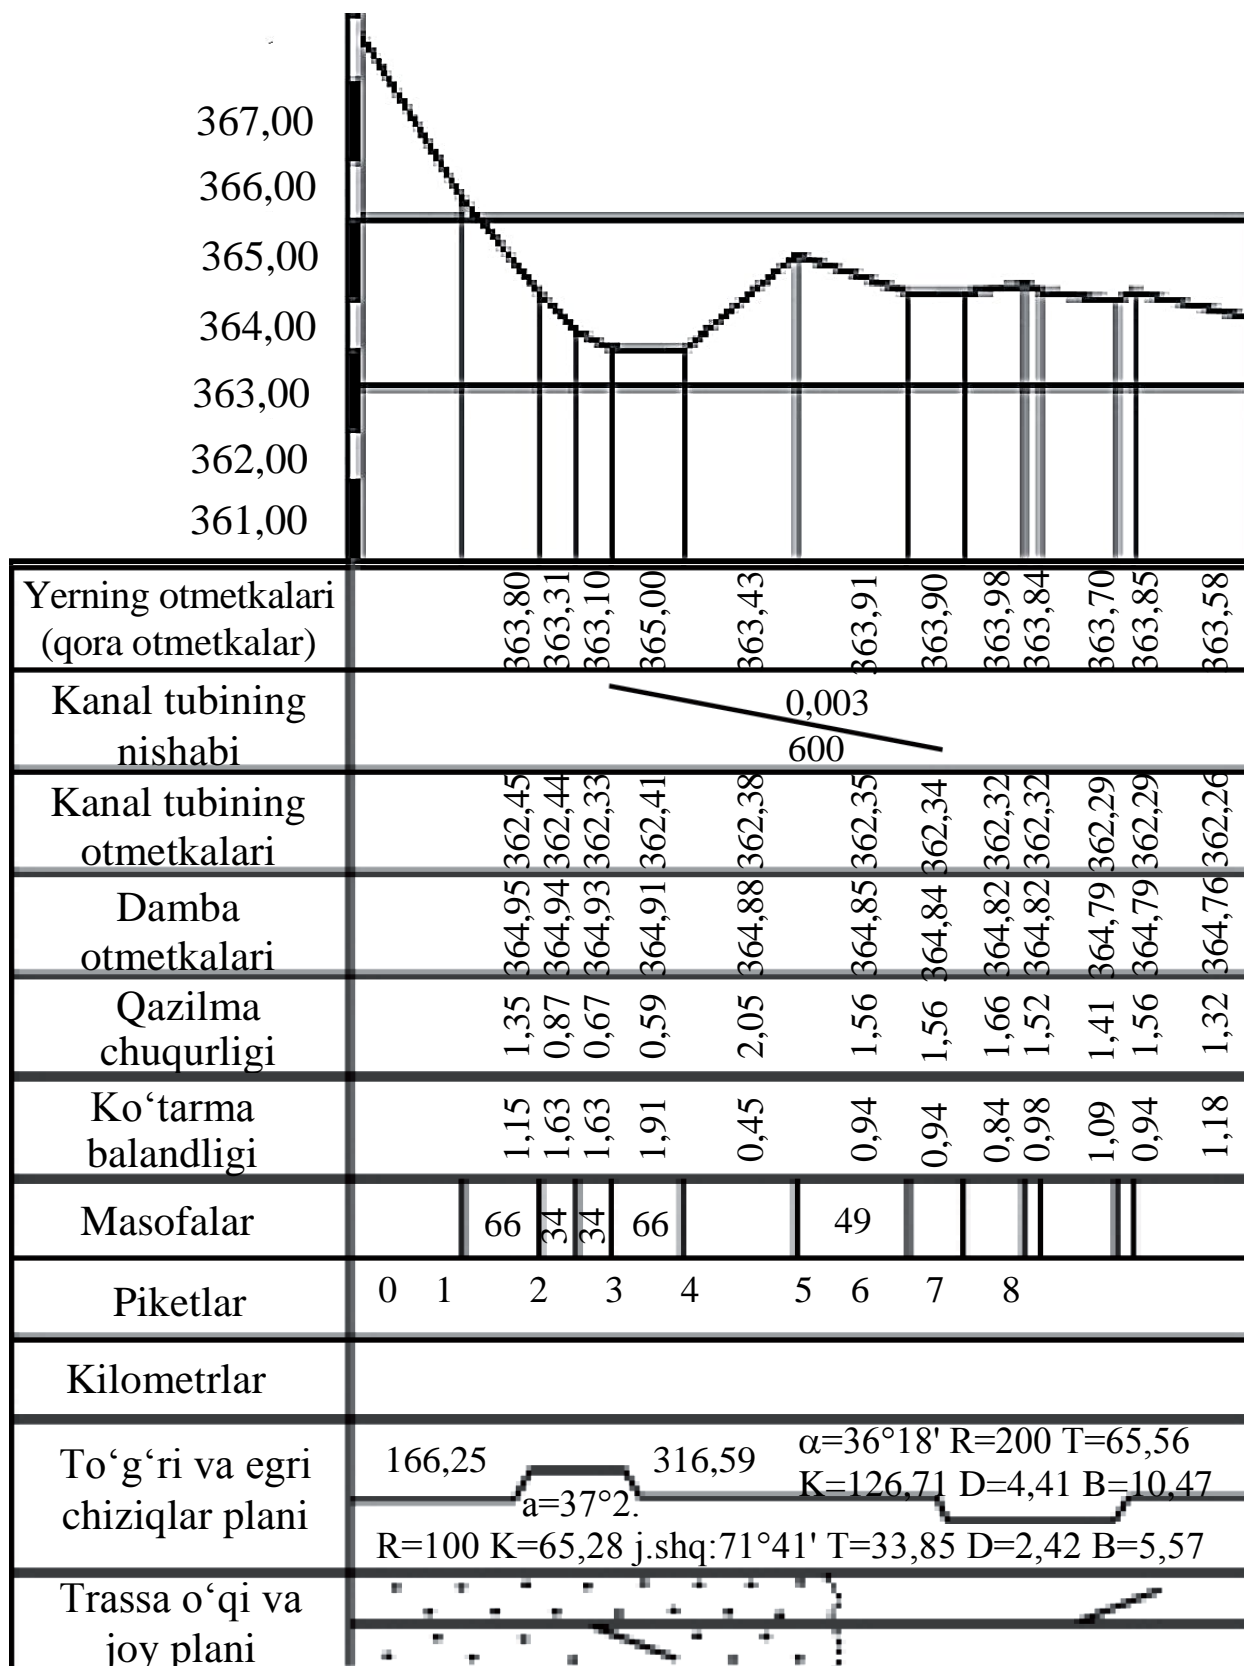 367,00
366,00
365,00
364,00
363,00
362,00
361,00
Yerning otmetkalari
(qora otmetkalar)
363,80 363,31 363,10 365,00 363,43 363,91 363,90 363,98 363,84 363,70 363,85 363,58
Kanal tubining
nishabi
0,003
600
Kanal tubining
otmetkalari
362,45 362,44 362,33 362,41 362,38 362,35 362,34 362,32 362,32 362,29 362,29 362,26
Damba
otmetkalari
364,95 364,94 364,93 364,91 364,88 364,85 364,84 364,82 364,82 364,79 364,79 364,76
Qazilma
chuqurligi
1,35 0,87 0,67 0,59 2,05 1,56 1,56 1,66 1,52 1,41 1,56 1,32
Ko‘tarma
balandligi
1,15 1,63 1,63 1,91 0,45 0,94 0,94 0,84 0,98 1,09 0,94 1,18
Masofalar
66 34 34 66 49
Piketlar
0 1 2 3 4 5 6 7 8
Kilometrlar
To‘g‘ri va egri
chiziqlar plani
166,25 316,59
α=36°18' R=200 T=65,56
K=126,71 D=4,41 B=10,47
a=37°2.
R=100 K=65,28 j.shq:71°41' T=33,85 D=2,42 B=5,57
Trassa o‘qi va
joy plani